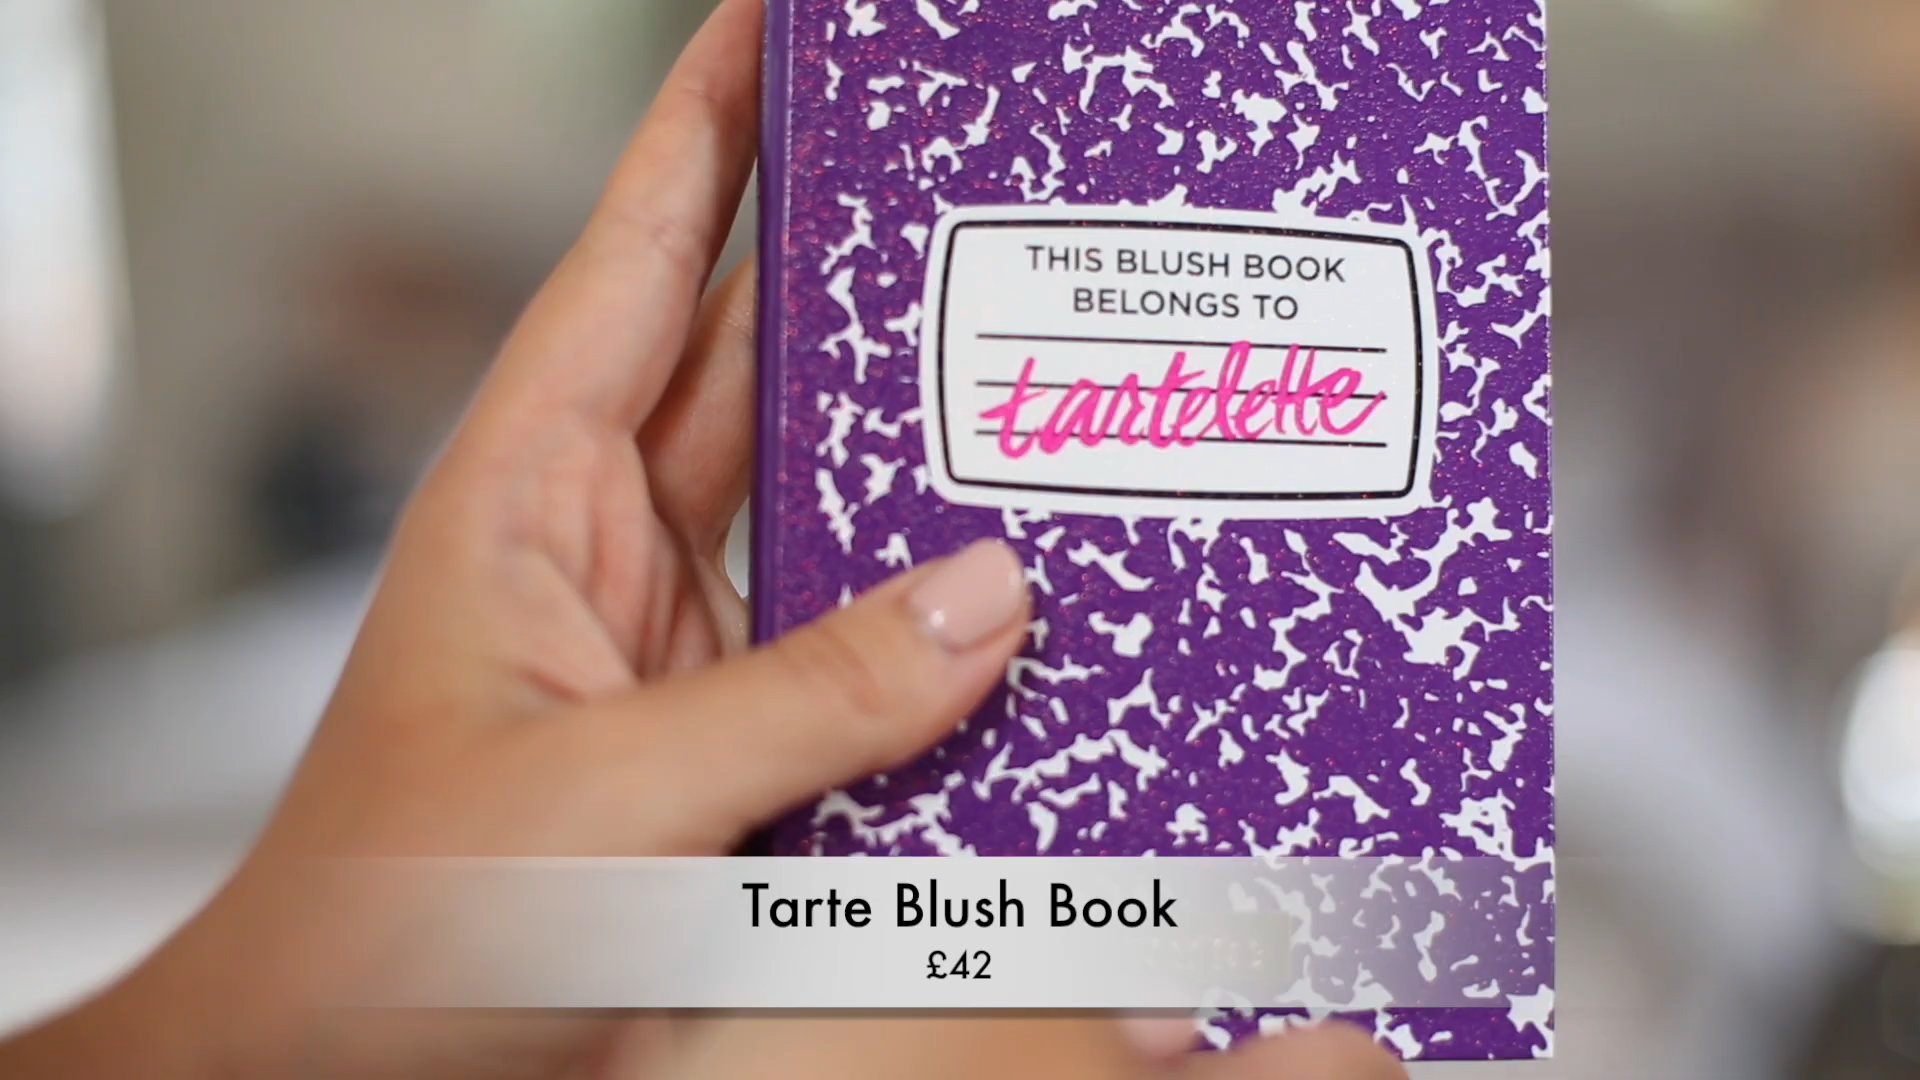 THIS BLUSH BOOK
BELONGS TO
tartelette
Tarte Blush Book
£42